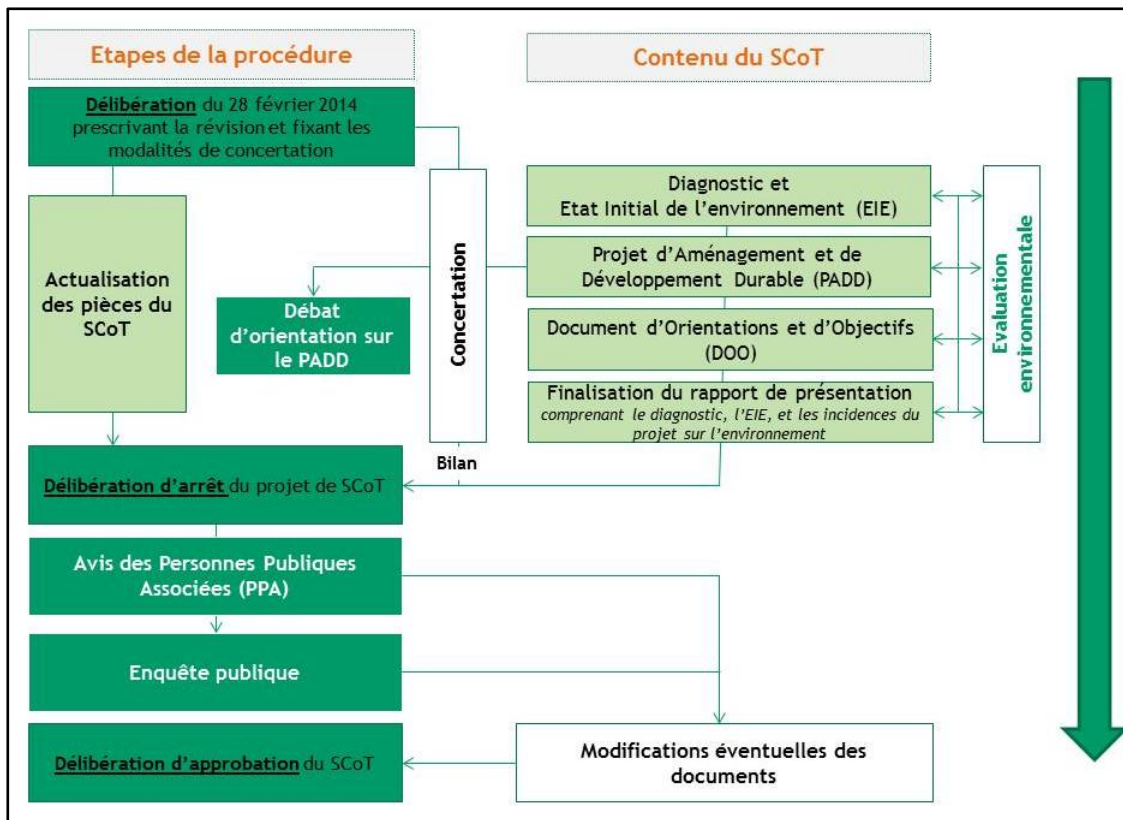 Etapes de la procédure
Contenu du SCoT
Délibération du 28 février 2014
prescrivant la révision et fixant les
modalités de concertation
Actualisation
des pièces du
SCoT
Débat
d'orientation sur
le PADD
Concertation
Bilan
Diagnostic et
Etat Initial de l'environnement (EIE)
Projet d'Aménagement et de
Développement Durable (PADD)
Document d'Orientations et d'Objectifs
(DOO)
Finalisation du rapport de présentation
comprenant le diagnostic, l'EIE, et les incidences du
projet sur l'environnement
Evaluation
environnementale
Délibération d'arrêt du projet de SCoT
Avis des Personnes Publiques
Associées (PPA)
Enquête publique
Délibération d'approbation du SCoT
Modifications éventuelles des
documents